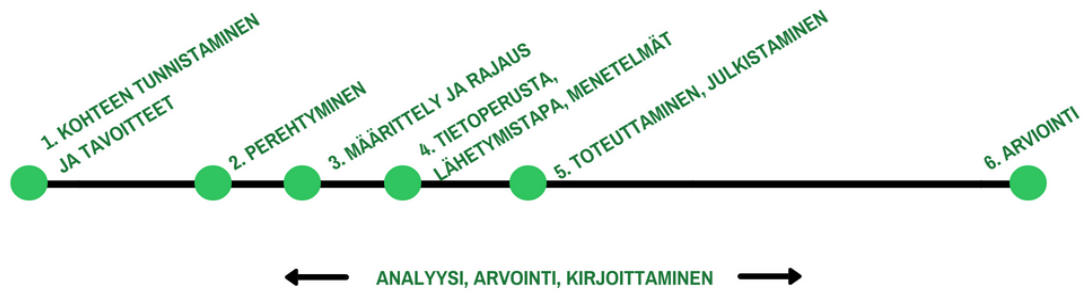 1. KOHTEEN TUNNISTAMINEN
JA TAVOITTEET
2. PEREHTYMINEN
3. MÄÄRITTELY JA RAJAUS
4. TIETOPERUSTA,
LÄHETYMISTAPA, MENETELMÄT
5. TOTEUTTAMINEN, JULKISTAMINEN
6. ARVIOINTI
ANALYYSI, ARVOINTI, KIRJOITTAMINEN